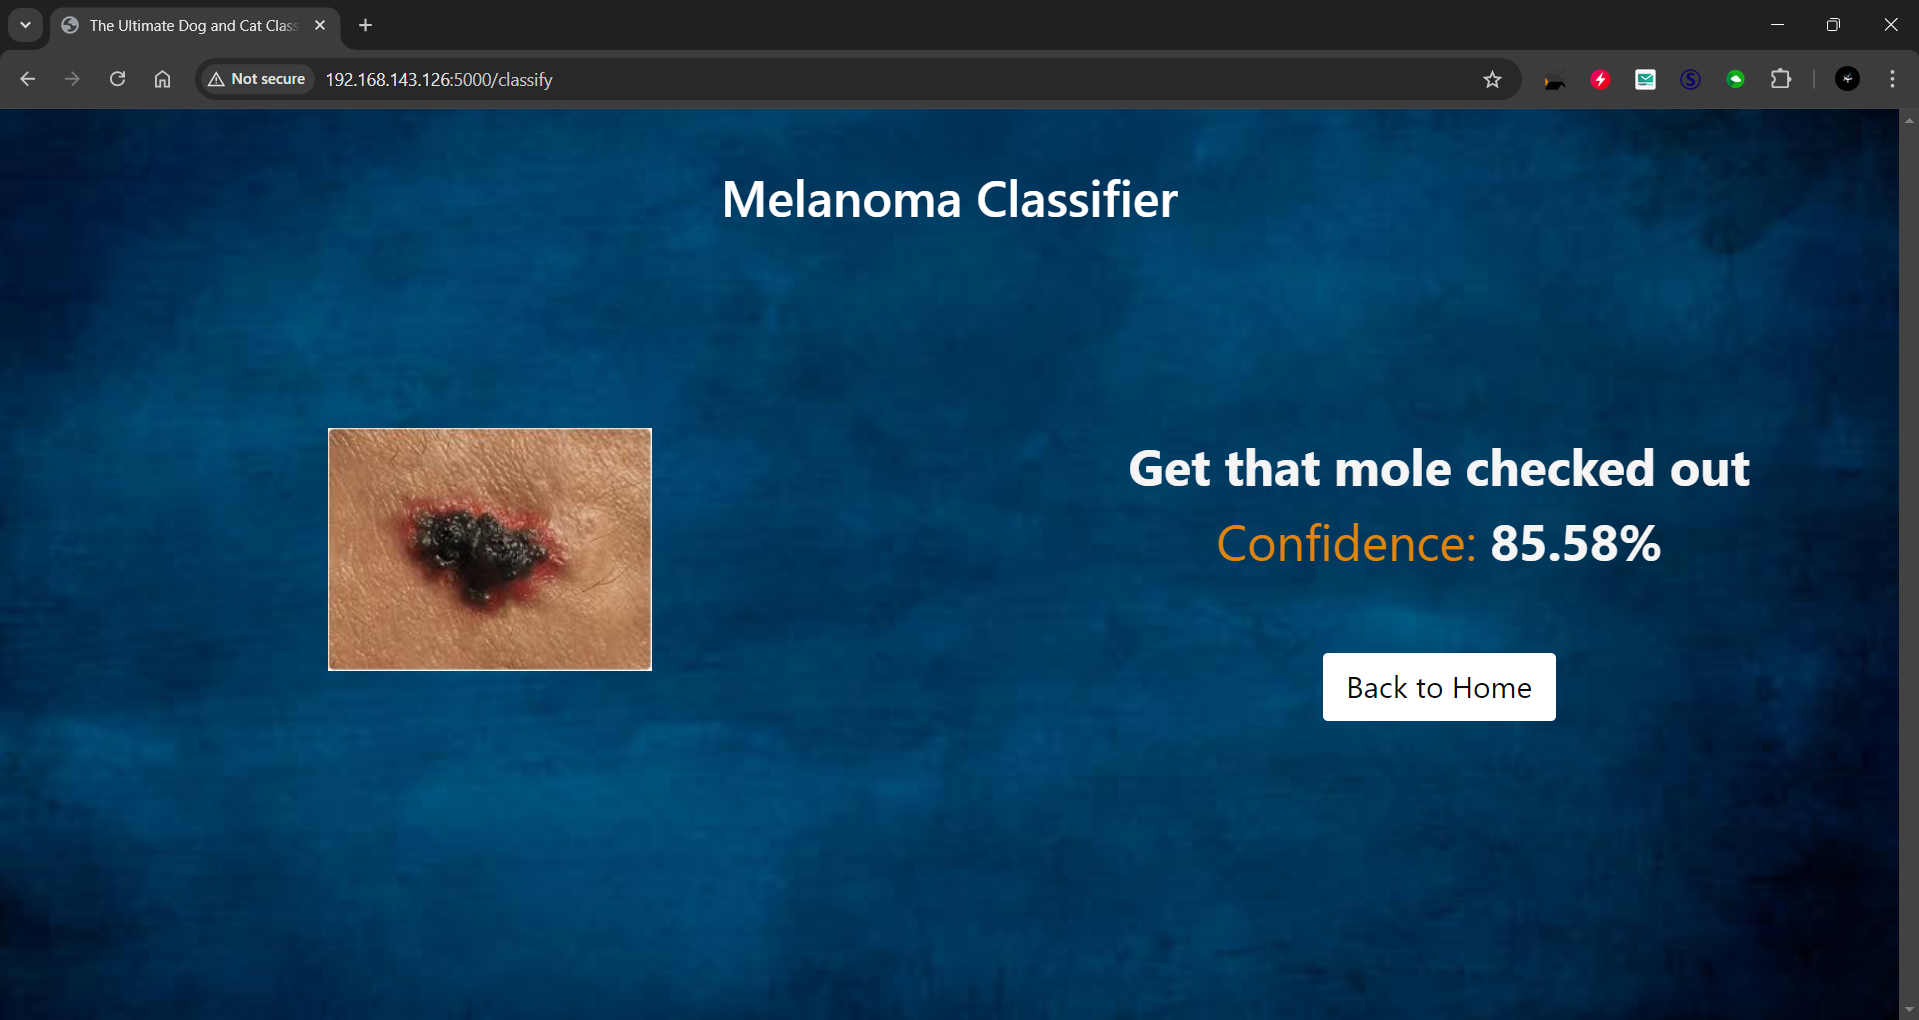 The Ultimate Dog and Cat Class
Not secure
192.168.143.126:5000/classify
Melanoma Classifier
Get that mole checked out
Confidence: 85.58%
Back to Home